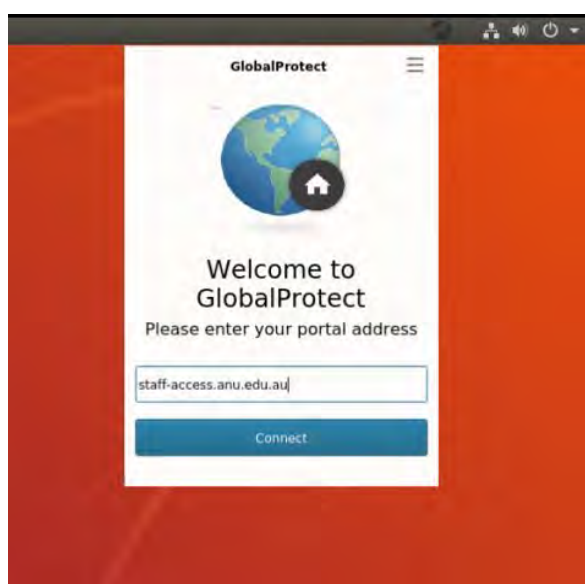 GlobalProtect
Welcome to
GlobalProtect
Please enter your portal address
staff-access.anu.edu.au
Connect